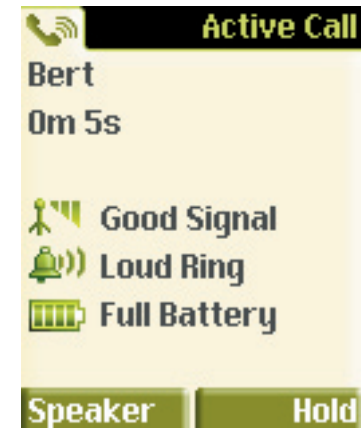 Active Call
Bert
0m 5s
Good Signal
Loud Ring
Full Battery
Speaker Hold